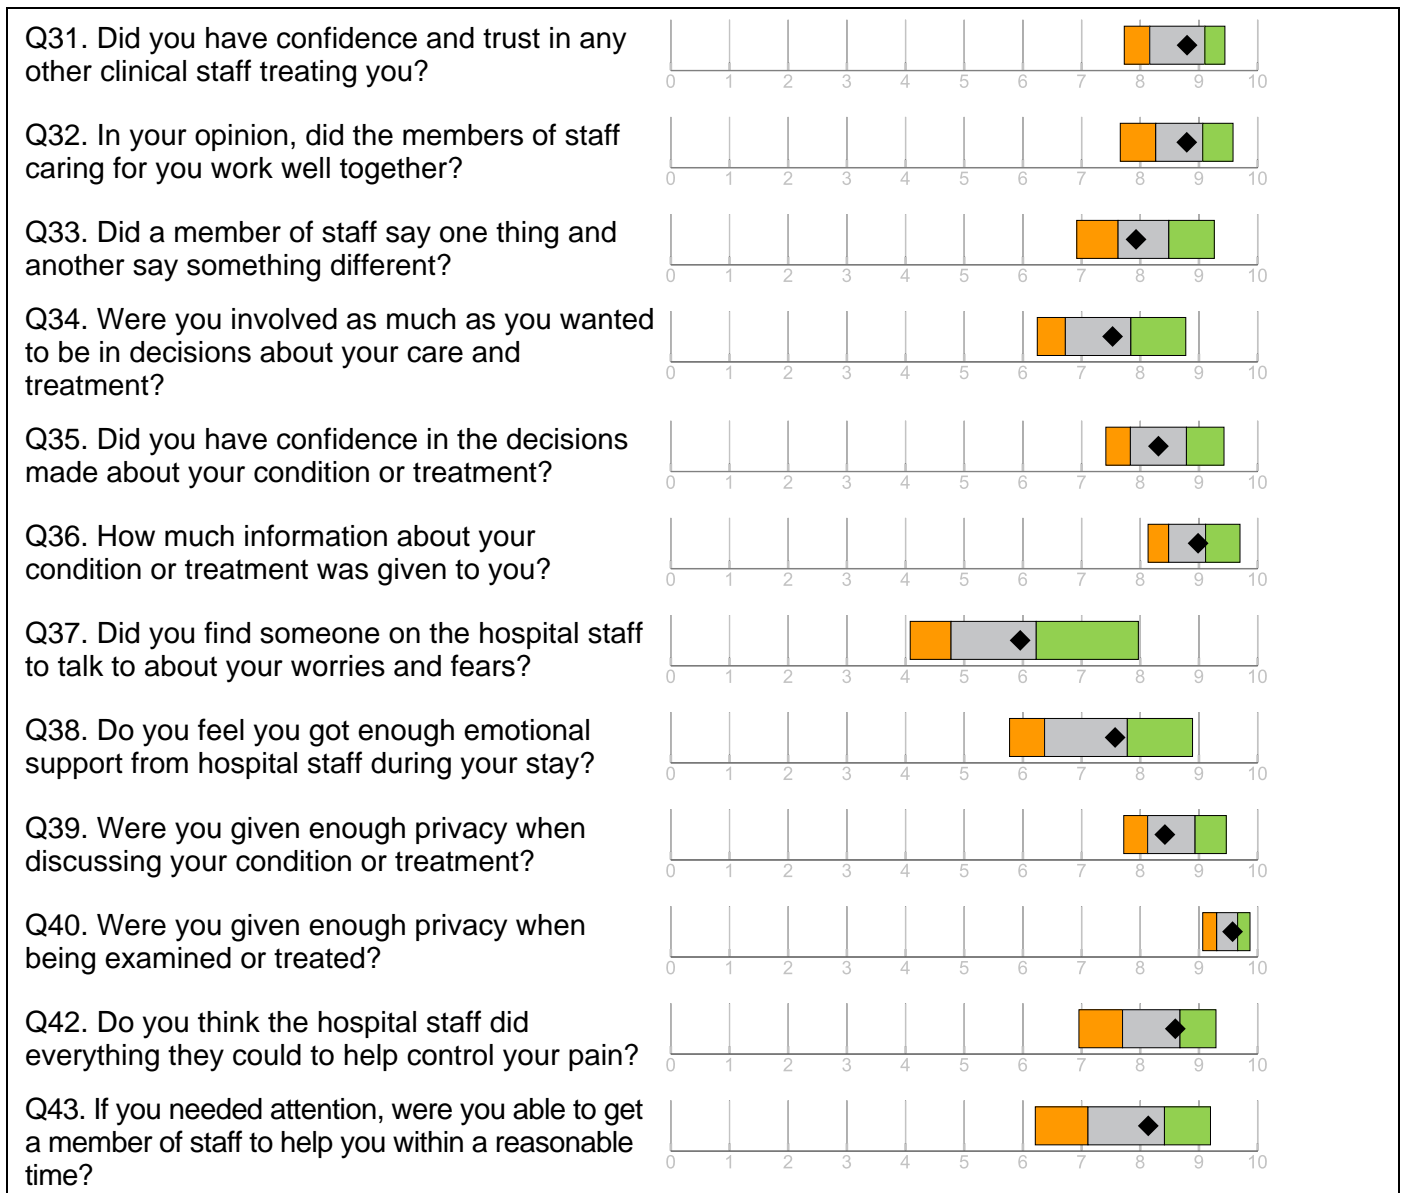 Q31. Did you have confidence and trust in any
other clinical staff treating you?
0 1 2 3 4 5 6 7 8 9 10
Q32. In your opinion, did the members of staff
caring for you work well together?
0 1 2 3 4 5 6 7 8 9 10
Q33. Did a member of staff say one thing and
another say something different?
0 1 2 3 4 5 6 7 8 9 10
Q34. Were you involved as much as you wanted
to be in decisions about your care and
treatment?
0 1 2 3 4 5 6 7 8 9 10
Q35. Did you have confidence in the decisions
made about your condition or treatment?
0 1 2 3 4 5 6 7 8 9 10
Q36. How much information about your
condition or treatment was given to you?
0 1 2 3 4 5 6 7 8 9 10
Q37. Did you find someone on the hospital staff
to talk to about your worries and fears?
0 1 2 3 4 5 6 7 8 9 10
Q38. Do you feel you got enough emotional
support from hospital staff during your stay?
0 1 2 3 4 5 6 7 8 9 10
Q39. Were you given enough privacy when
discussing your condition or treatment?
0 1 2 3 4 5 6 7 8 9 10
Q40. Were you given enough privacy when
being examined or treated?
0 1 2 3 4 5 6 7 8 9 10
Q42. Do you think the hospital staff did
everything they could to help control your pain?
0 1 2 3 4 5 6 7 8 9 10
Q43. If you needed attention, were you able to get
a member of staff to help you within a reasonable
time?
0 1 2 3 4 5 6 7 8 9 10